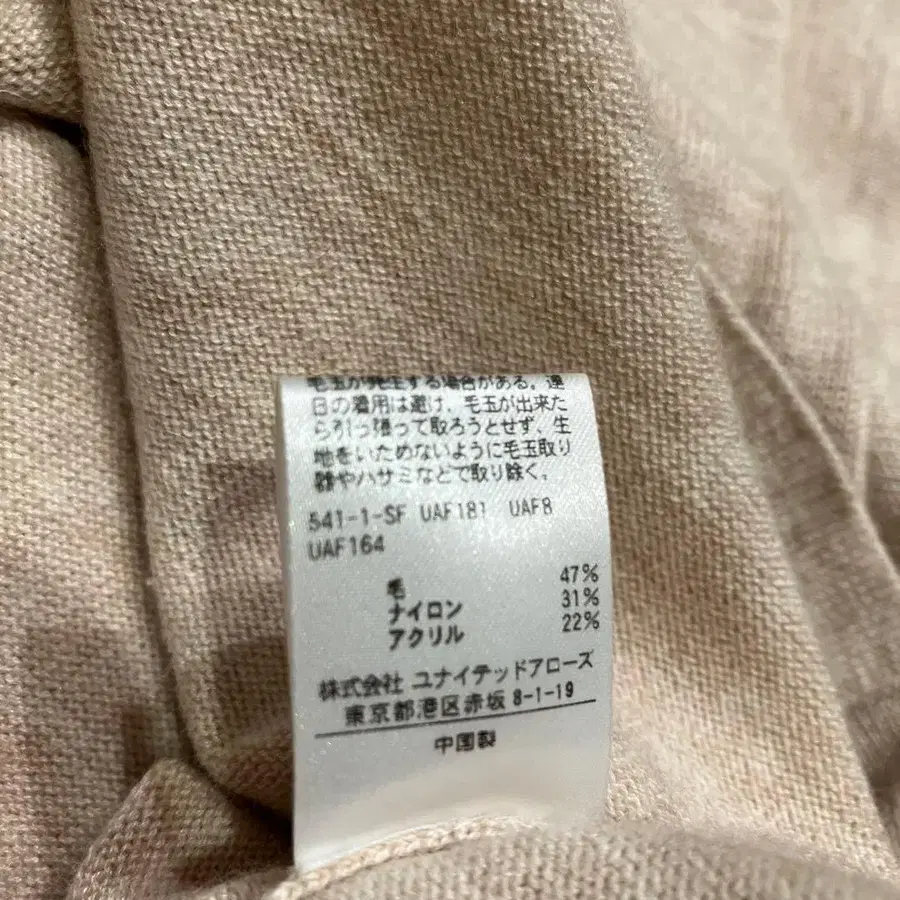 毛玉が発生する場合がある。連
日の着用は避け、毛玉が出来た
ら引っ張って取ろうとせず、生
地をいためないように毛玉取り
器やハサミなどで取り除く。
541-1-SF UAF181 UAF8
UAF164
毛 47%
ナイロン 31%
アクリル 22%
株式会社 ユナイテッドアローズ
東京都港区赤坂 8-1-19
中国製